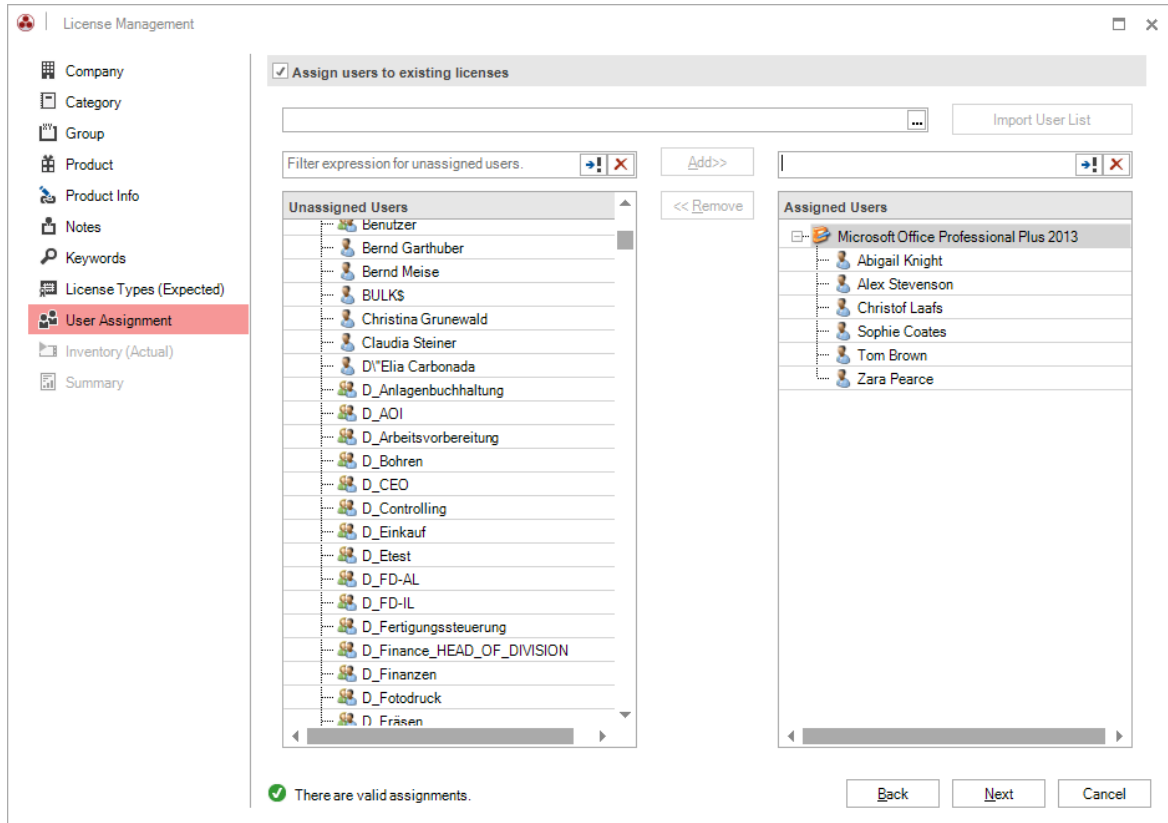 License Management
Company
Category
Group
Product
Product Info
Notes
Keywords
License Types (Expected)
User Assignment
Inventory (Actual)
Summary
Assign users to existing licenses
...
Import User List
Filter expression for unassigned users.
Add>>
<< Remove
Unassigned Users
Benutzer
Bernd Garthuber
Bernd Meise
BULK$
Christina Grunewald
Claudia Steiner
D\"Elia Carbonada
D_Anlagenbuchhaltung
D_AOI
D_Arbeitsvorbereitung
D_Bohren
D_CEO
D_Controlling
D_Einkauf
D_Etest
D_FD-AL
D_FD-IL
D_Fertigungssteuerung
D_Finance_HEAD_OF_DIVISION
D_Finanzen
D_Fotodruck
D_Fräsen
Assigned Users
Microsoft Office Professional Plus 2013
Abigail Knight
Alex Stevenson
Christof Laafs
Sophie Coates
Tom Brown
Zara Pearce
There are valid assignments.
Back
Next
Cancel